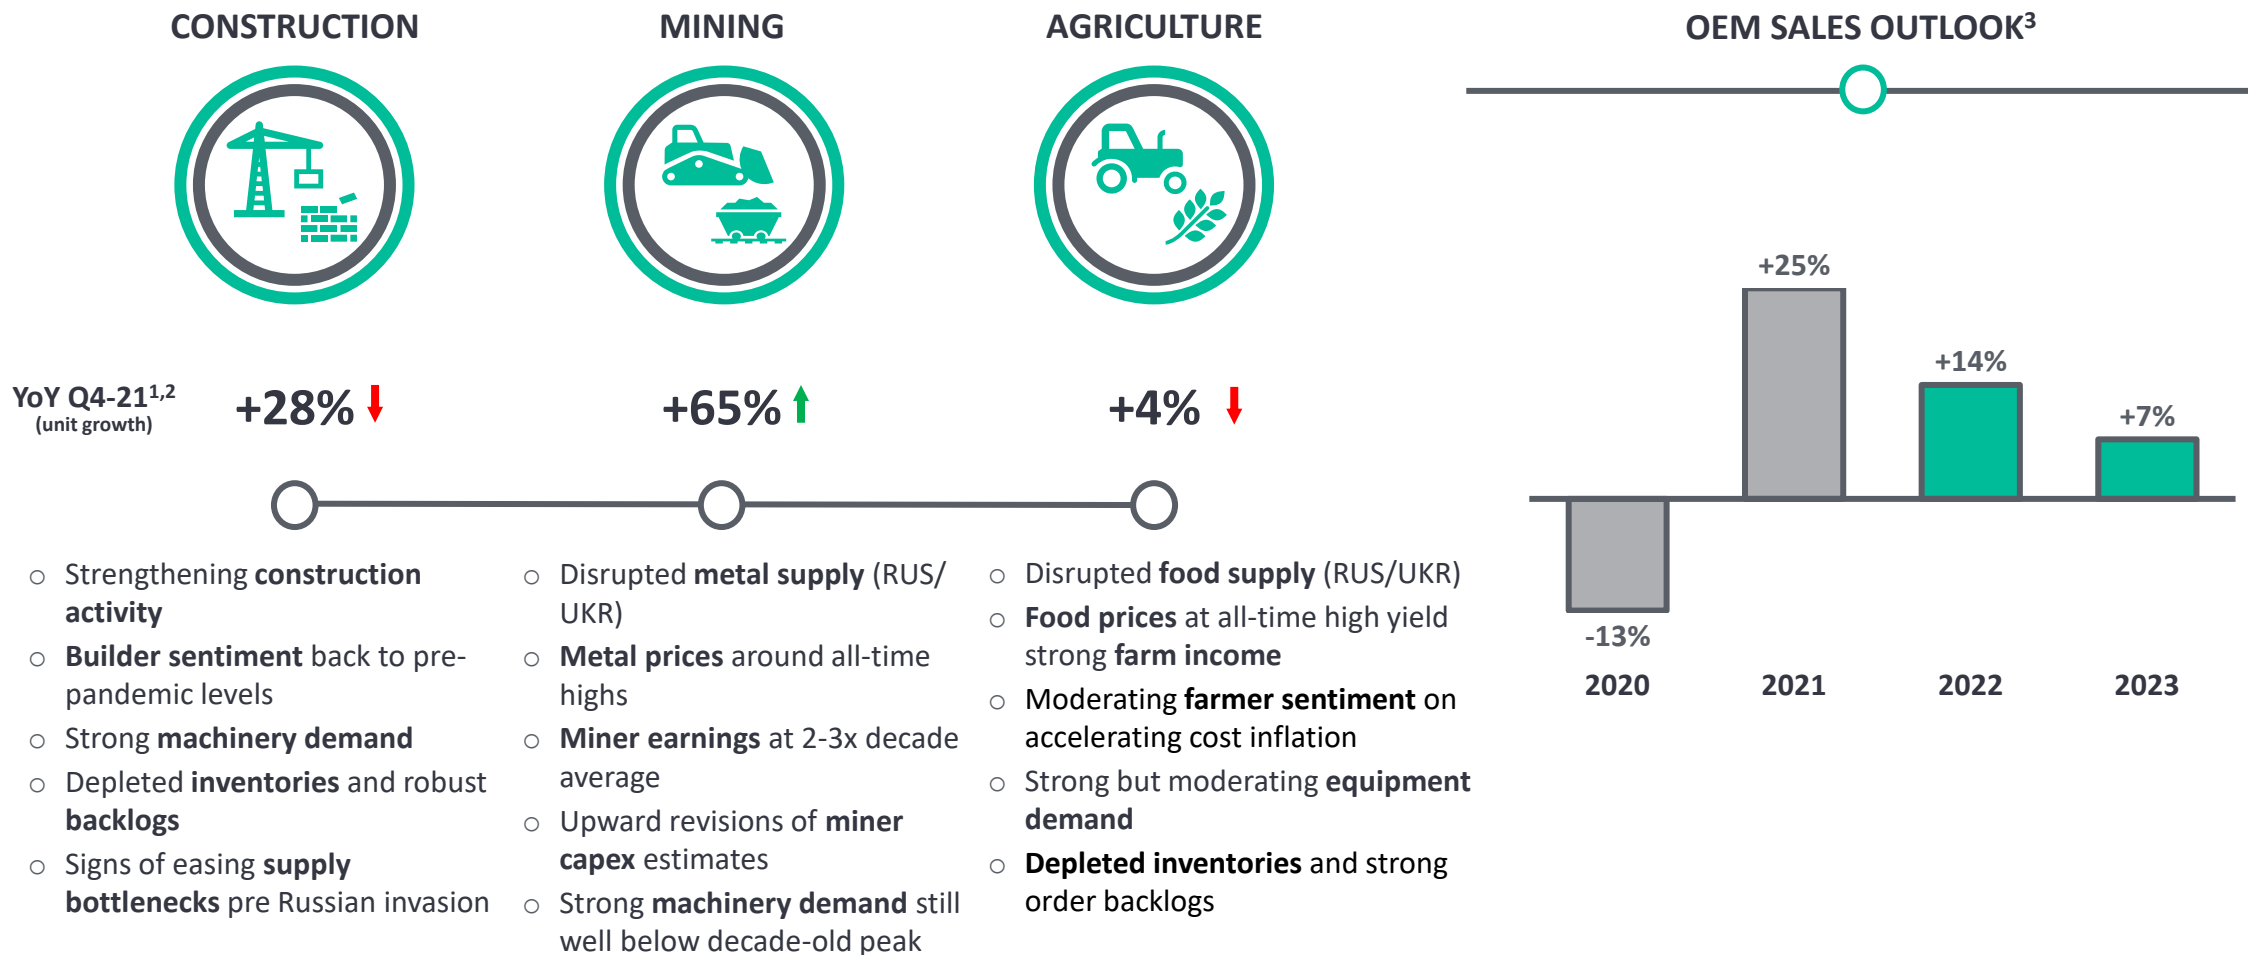 CONSTRUCTION
MINING
AGRICULTURE
OEM SALES OUTLOOK³
YoY Q4-21¹,²
(unit growth)
+28%
+65%
+4%
○ Strengthening construction
activity
○ Builder sentiment back to pre-
pandemic levels
○ Strong machinery demand
○ Depleted inventories and robust
backlogs
○ Signs of easing supply
bottlenecks pre Russian invasion
○ Disrupted metal supply (RUS/
UKR)
○ Metal prices around all-time
highs
○ Miner earnings at 2-3x decade
average
○ Upward revisions of miner
capex estimates
○ Strong machinery demand still
well below decade-old peak
○ Disrupted food supply (RUS/UKR)
○ Food prices at all-time high yield
strong farm income
○ Moderating farmer sentiment on
accelerating cost inflation
○ Strong but moderating equipment
demand
○ Depleted inventories and strong
order backlogs
+25%
+14%
+7%
-13%
2020
2021
2022
2023